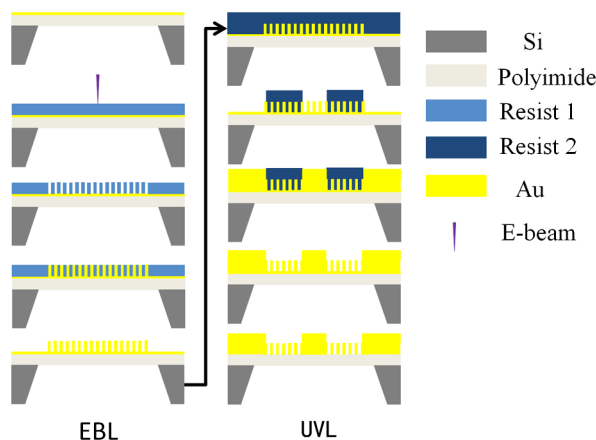 Si
Polyimide
Resist 1
Resist 2
Au
E-beam
EBL
UVL